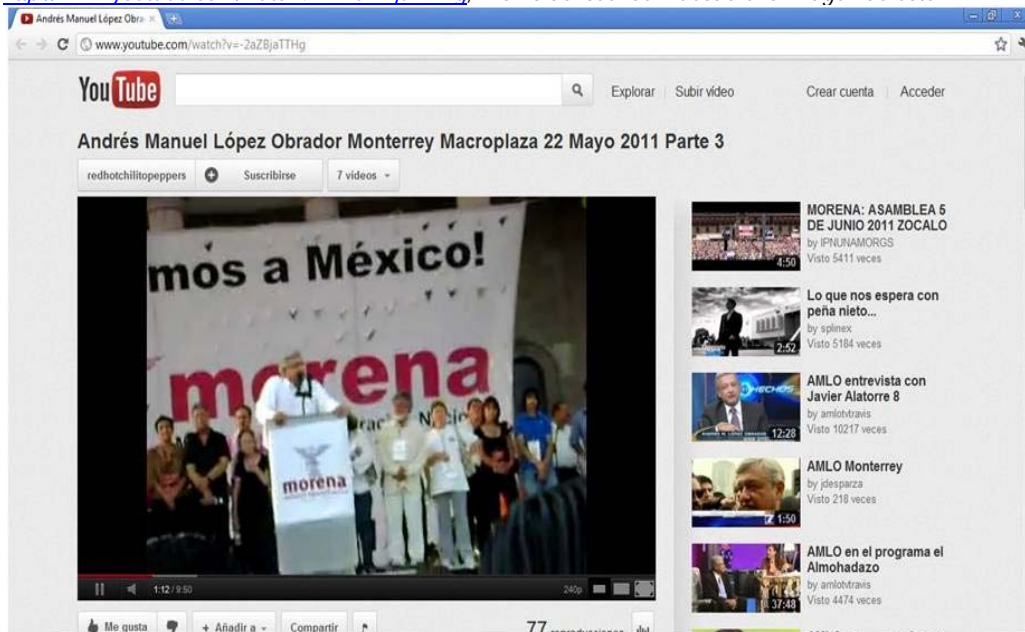 Andrés Manuel López Obra
www.youtube.com/watch?v=-2aZBjaTTHg
YouTube
Explorar
Subir vídeo
Crear cuenta
Acceder
Andrés Manuel López Obrador Monterrey Macroplaza 22 Mayo 2011 Parte 3
redhotchilitopeppers
Suscribirse
7 vídeos
mos a México!
morena
Nacio
morena
1:12 / 9:50
240p
Me gusta
+ Añadir a
Compartir
77
MORENA: ASAMBLEA 5
DE JUNIO 2011 ZOCALO
by IPNUNAMORGS
Visto 5411 veces
4:50
Lo que nos espera con
peña nieto...
by splinex
Visto 5184 veces
2:52
AMLO entrevista con
Javier Alatorre 8
by amlotvtravis
Visto 10217 veces
HECHOS
12:28
AMLO Monterrey
by jdesparza
Visto 218 veces
1:50
AMLO en el programa el
Almohadazo
by amlotvtravis
Visto 4474 veces
37:48